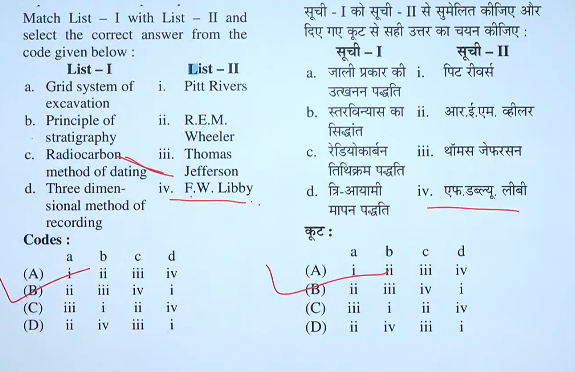 Match List – I with List – II and
select the correct answer from the
code given below :
List – I List – II
a. Grid system of excavation i. Pitt Rivers
b. Principle of stratigraphy ii. R.E.M. Wheeler
c. Radiocarbon method of dating iii. Thomas Jefferson
d. Three dimen-sional method of recording iv. F.W. Libby
Codes :
a b c d
(A) i ii iii iv
(B) ii iii iv i
(C) iii i ii iv
(D) ii iv iii i
सूची - I को सूची - II से सुमेलित कीजिए और
दिए गए कूट से सही उत्तर का चयन कीजिए :
सूची – I सूची – II
a. जाली प्रकार की उत्खनन पद्धति i. पिट रीवर्स
b. स्तरविन्यास का सिद्धांत ii. आर.ई.एम. व्हीलर
c. रेडियोकार्बन तिथिक्रम पद्धति iii. थॉमस जेफरसन
d. त्रि-आयामी मापन पद्धति iv. एफ.डब्ल्यू. लीबी
कूट :
a b c d
(A) i ii iii iv
(B) ii iii iv i
(C) iii i ii iv
(D) ii iv iii i